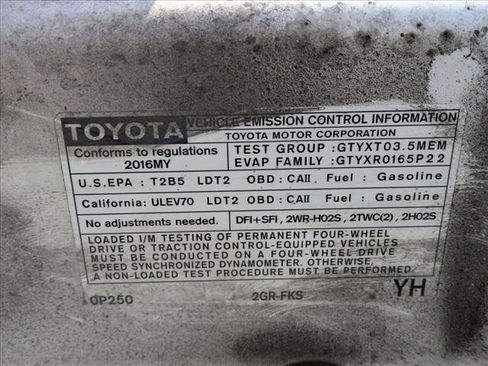 TOYOTA VEHICLE EMISSION CONTROL INFORMATION
TOYOTA MOTOR CORPORATION
Conforms to regulations
2016MY
TEST GROUP : GTYXT03.5MEM
EVAP FAMILY : GTYXR0165P22
U.S.EPA : T2B5 LDT2 OBD : CAII Fuel : Gasoline
California: ULEV70 LDT2 OBD : CAII Fuel : Gasoline
No adjustments needed. DFI+SFI , 2WR-HO2S , 2TWC(2) , 2HO2S
LOADED I/M TESTING OF PERMANENT FOUR-WHEEL
DRIVE OR TRACTION CONTROL-EQUIPPED VEHICLES
MUST BE CONDUCTED ON A FOUR-WHEEL DRIVE
SPEED SYNCHRONIZED DYNAMOMETER. OTHERWISE,
A NON-LOADED TEST PROCEDURE MUST BE PERFORMED.
0P250 2GR-FKS YH